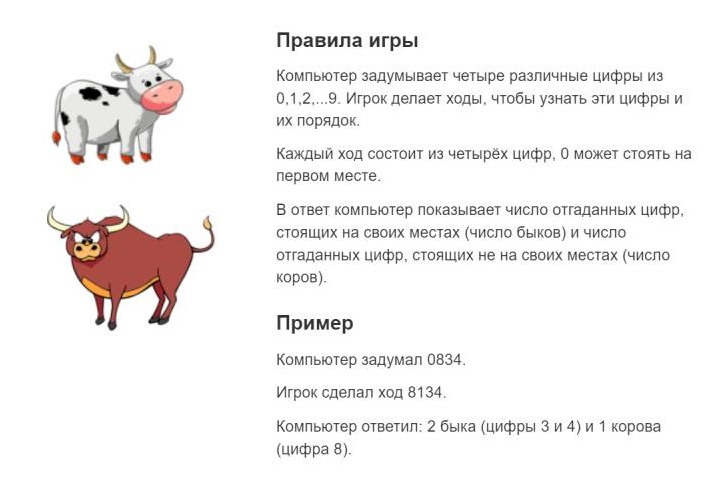 Правила игры
Компьютер задумывает четыре различные цифры из
0,1,2,...9. Игрок делает ходы, чтобы узнать эти цифры и
их порядок.
Каждый ход состоит из четырёх цифр, 0 может стоять на
первом месте.
В ответ компьютер показывает число отгаданных цифр,
стоящих на своих местах (число быков) и число
отгаданных цифр, стоящих не на своих местах (число
коров).
Пример
Компьютер задумал 0834.
Игрок сделал ход 8134.
Компьютер ответил: 2 быка (цифры 3 и 4) и 1 корова
(цифра 8).